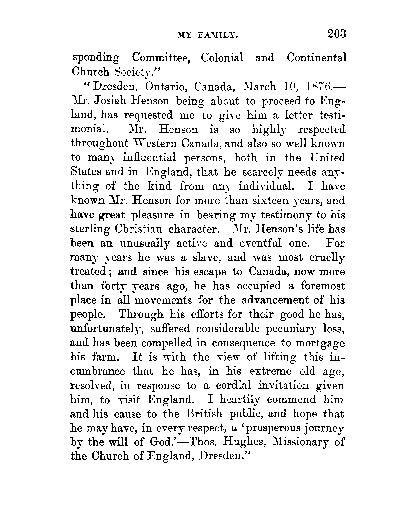 MY FAMILY. 203
sponding Committee, Colonial and Continental
Church Society."
"Dresden, Ontario, Canada, March 10, 1876.—
Mr. Josiah Henson being about to proceed to Eng-
land, has requested me to give him a letter testi-
monial. Mr. Henson is so highly respected
throughout Western Canada, and also so well known
to many influential persons, both in the United
States and in England, that he scarcely needs any-
thing of the kind from any individual. I have
known Mr. Henson for more than sixteen years, and
have great pleasure in bearing my testimony to his
sterling Christian character. Mr. Henson's life has
been an unusually active and eventful one. For
many years he was a slave, and was most cruelly
treated; and since his escape to Canada, now more
than forty years ago, he has occupied a foremost
place in all movements for the advancement of his
people. Through his efforts for their good he has,
unfortunately, suffered considerable pecuniary loss,
and has been compelled in consequence to mortgage
his farm. It is with the view of lifting this in-
cumbrance that he has, in his extreme old age,
resolved, in response to a cordial invitation given
him, to visit England. I heartily commend him
and his cause to the British public, and hope that
he may have, in every respect, a 'prosperous journey
by the will of God.'—Thos. Hughes, Missionary of
the Church of England, Dresden."